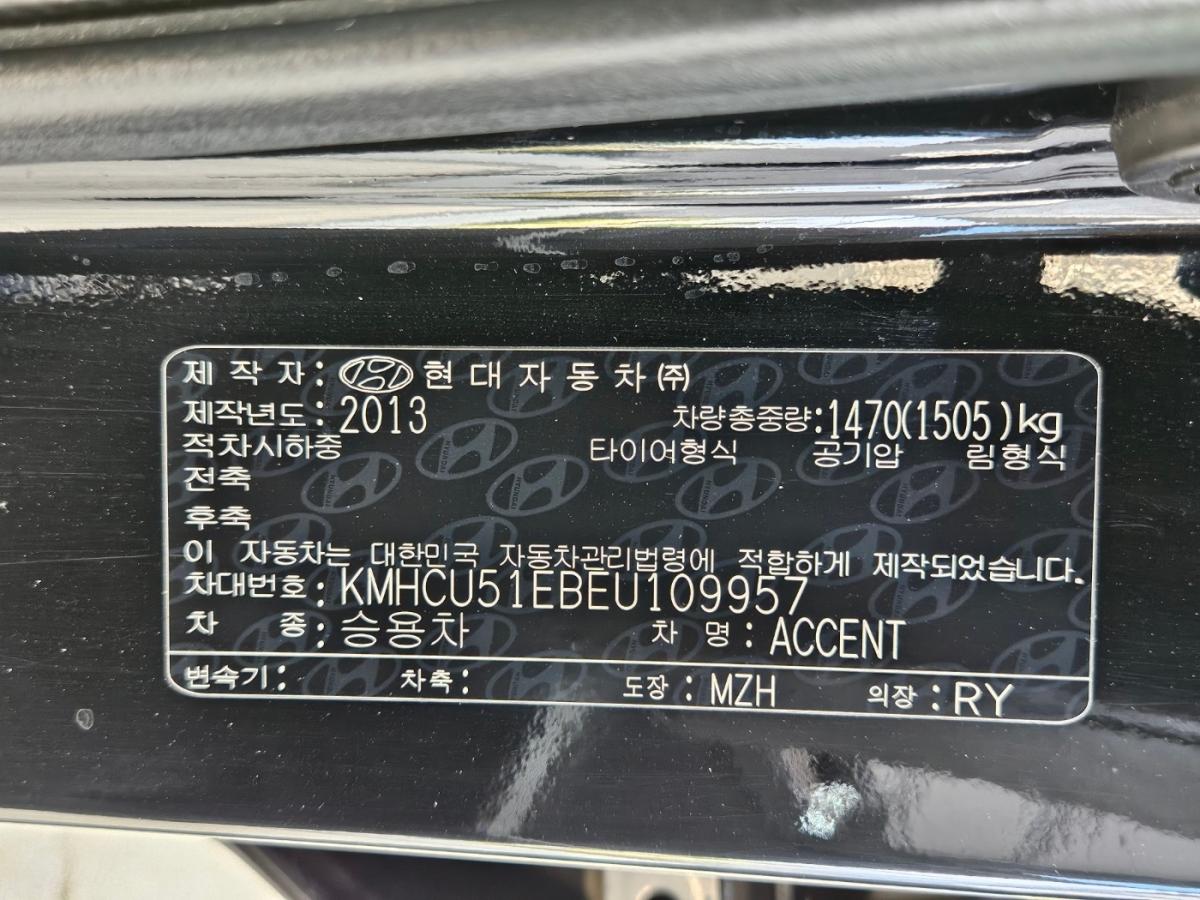 제 작 자 : 현 대 자 동 차 ㈜
제작년도 : 2013 차량총중량 : 1470(1505)kg
적차시하중 타이어형식 공기압 림형식
전축
후축
이 자동차는 대한민국 자동차관리법령에 적합하게 제작되었습니다.
차대번호 : KMHCU51EBEU109957
차 종 : 승용차 차 명 : ACCENT
변속기 : 차축 : 도장 : MZH 의장 : RY